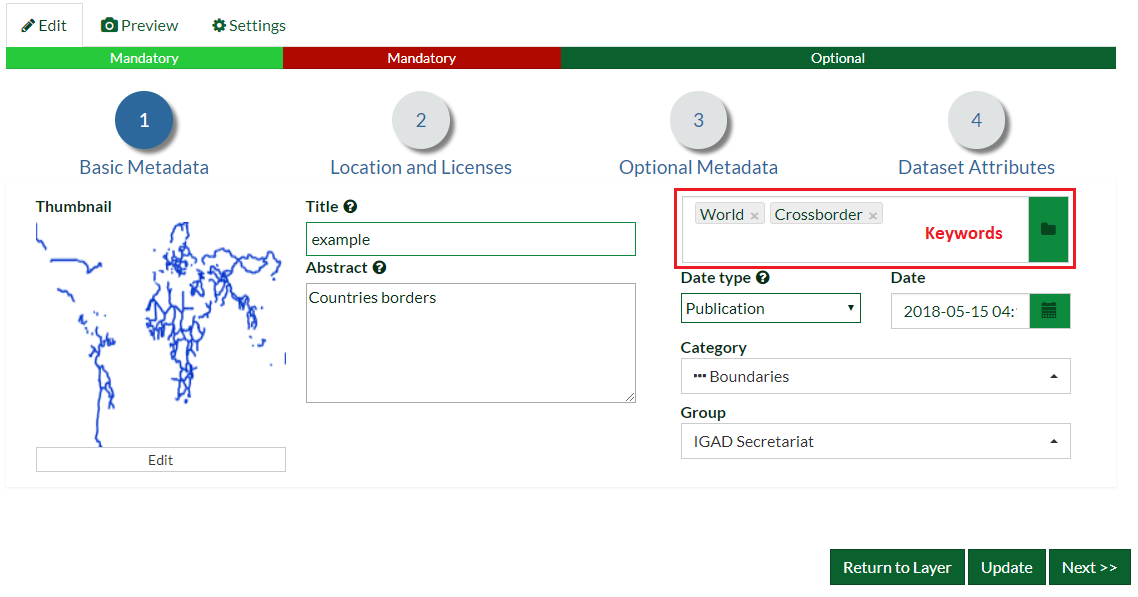 Edit Preview Settings
Mandatory Mandatory Optional
1 2 3 4
Basic Metadata Location and Licenses Optional Metadata Dataset Attributes
Thumbnail
Edit
Title
example
Abstract
Countries borders
World × Crossborder ×
Keywords
Date type Date
Publication 2018-05-15 04:
Category
Boundaries
Group
IGAD Secretariat
Return to Layer Update Next >>